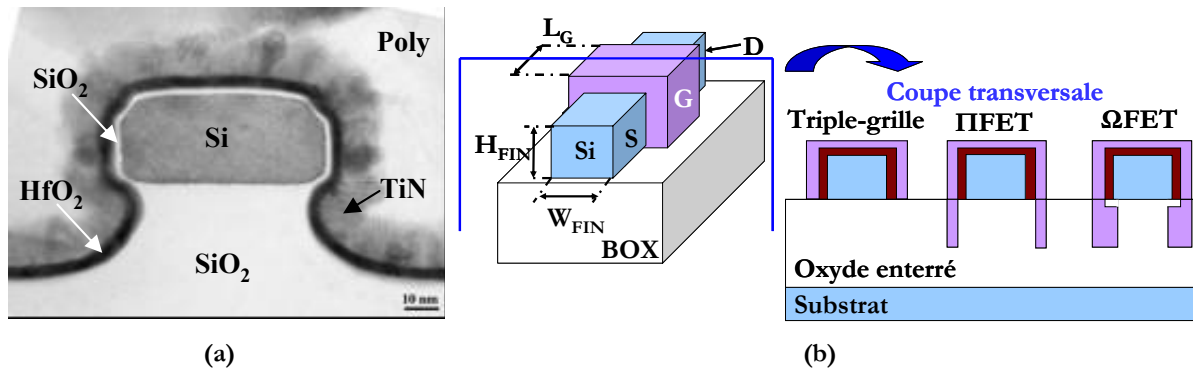 Poly
SiO2
Si
HfO2
TiN
SiO2
10 nm
(a)
LG
D
G
HFIN
Si
S
WFIN
BOX
Coupe transversale
Triple-grille
ΠFET
ΩFET
Oxyde enterré
Substrat
(b)